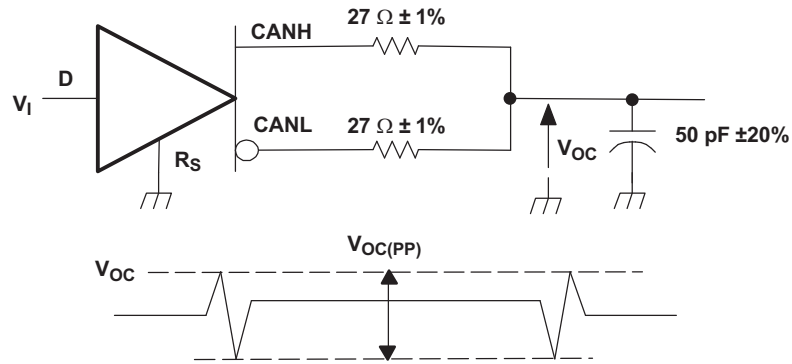 CANH
27 Ω ± 1%
D
V_I
CANL
27 Ω ± 1%
R_S
V_OC
50 pF ±20%
V_OC(PP)
V_OC